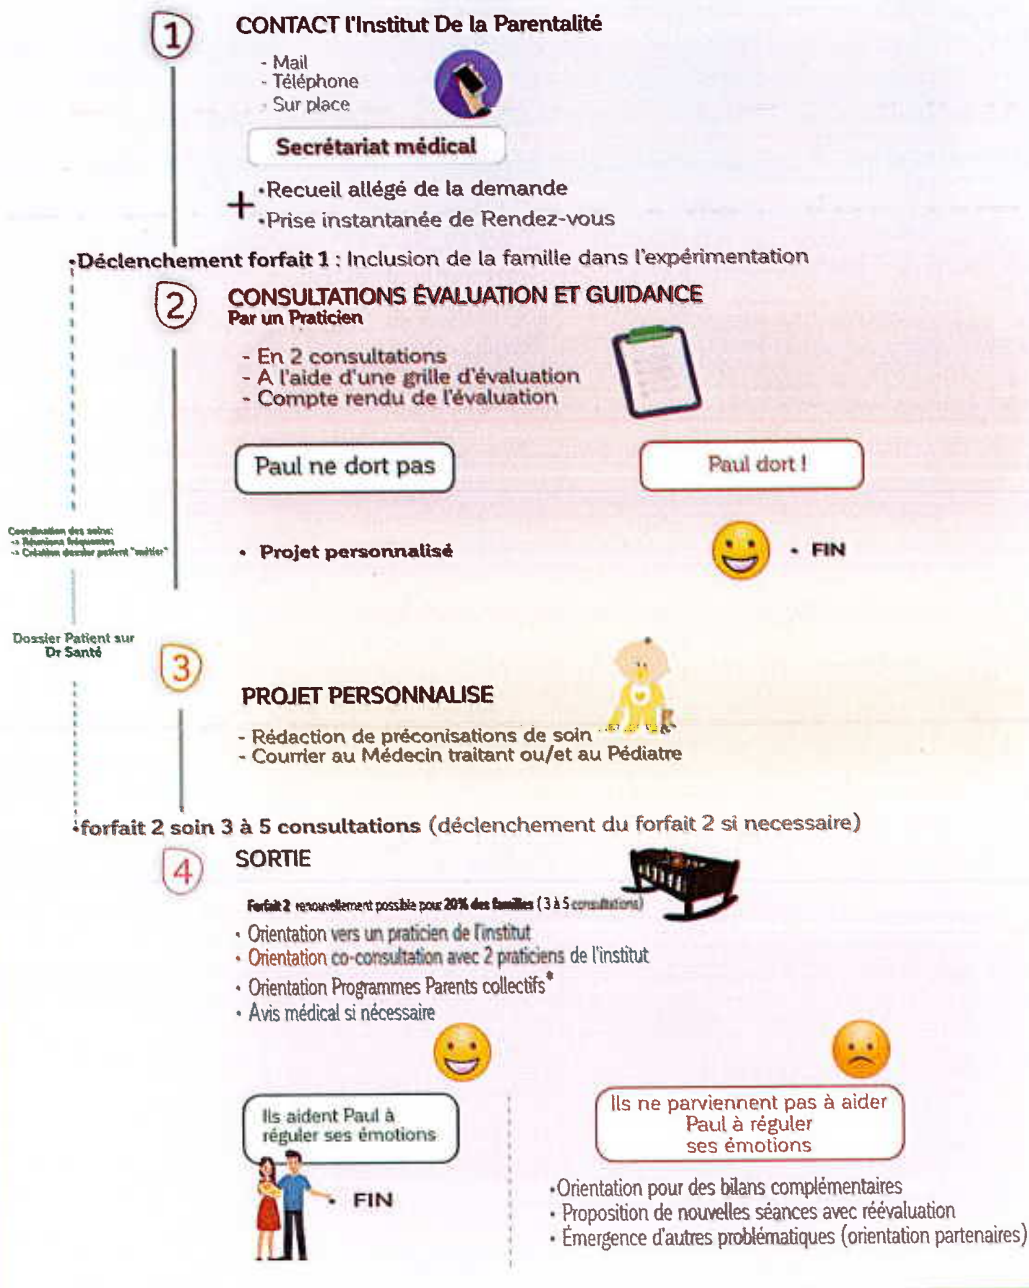 1
CONTACT l'Institut De la Parentalité
- Mail
- Téléphone
- Sur place
Secrétariat médical
+
•Recueil allégé de la demande
•Prise instantanée de Rendez-vous
•Déclenchement forfait 1 : Inclusion de la famille dans l'expérimentation
2
CONSULTATIONS ÉVALUATION ET GUIDANCE
Par un Praticien
- En 2 consultations
- A l'aide d'une grille d'évaluation
- Compte rendu de l'évaluation
Paul ne dort pas
Paul dort !
Coordination des soins:
-> Réunions fréquentes
-> Création dossier patient "métier"
• Projet personnalisé
• FIN
Dossier Patient sur
Dr Santé
3
PROJET PERSONNALISE
- Rédaction de préconisations de soin
- Courrier au Médecin traitant ou/et au Pédiatre
•forfait 2 soin 3 à 5 consultations (déclenchement du forfait 2 si necessaire)
4
SORTIE
Forfait 2 renouvellement possible pour 20% des familles (3 à 5 consultations)
• Orientation vers un praticien de l'institut
• Orientation co-consultation avec 2 praticiens de l'institut
• Orientation Programmes Parents collectifs*
• Avis médical si nécessaire
Ils aident Paul à
réguler ses émotions
• FIN
Ils ne parviennent pas à aider
Paul à réguler
ses émotions
•Orientation pour des bilans complémentaires
• Proposition de nouvelles séances avec réévaluation
• Émergence d'autres problématiques (orientation partenaires)